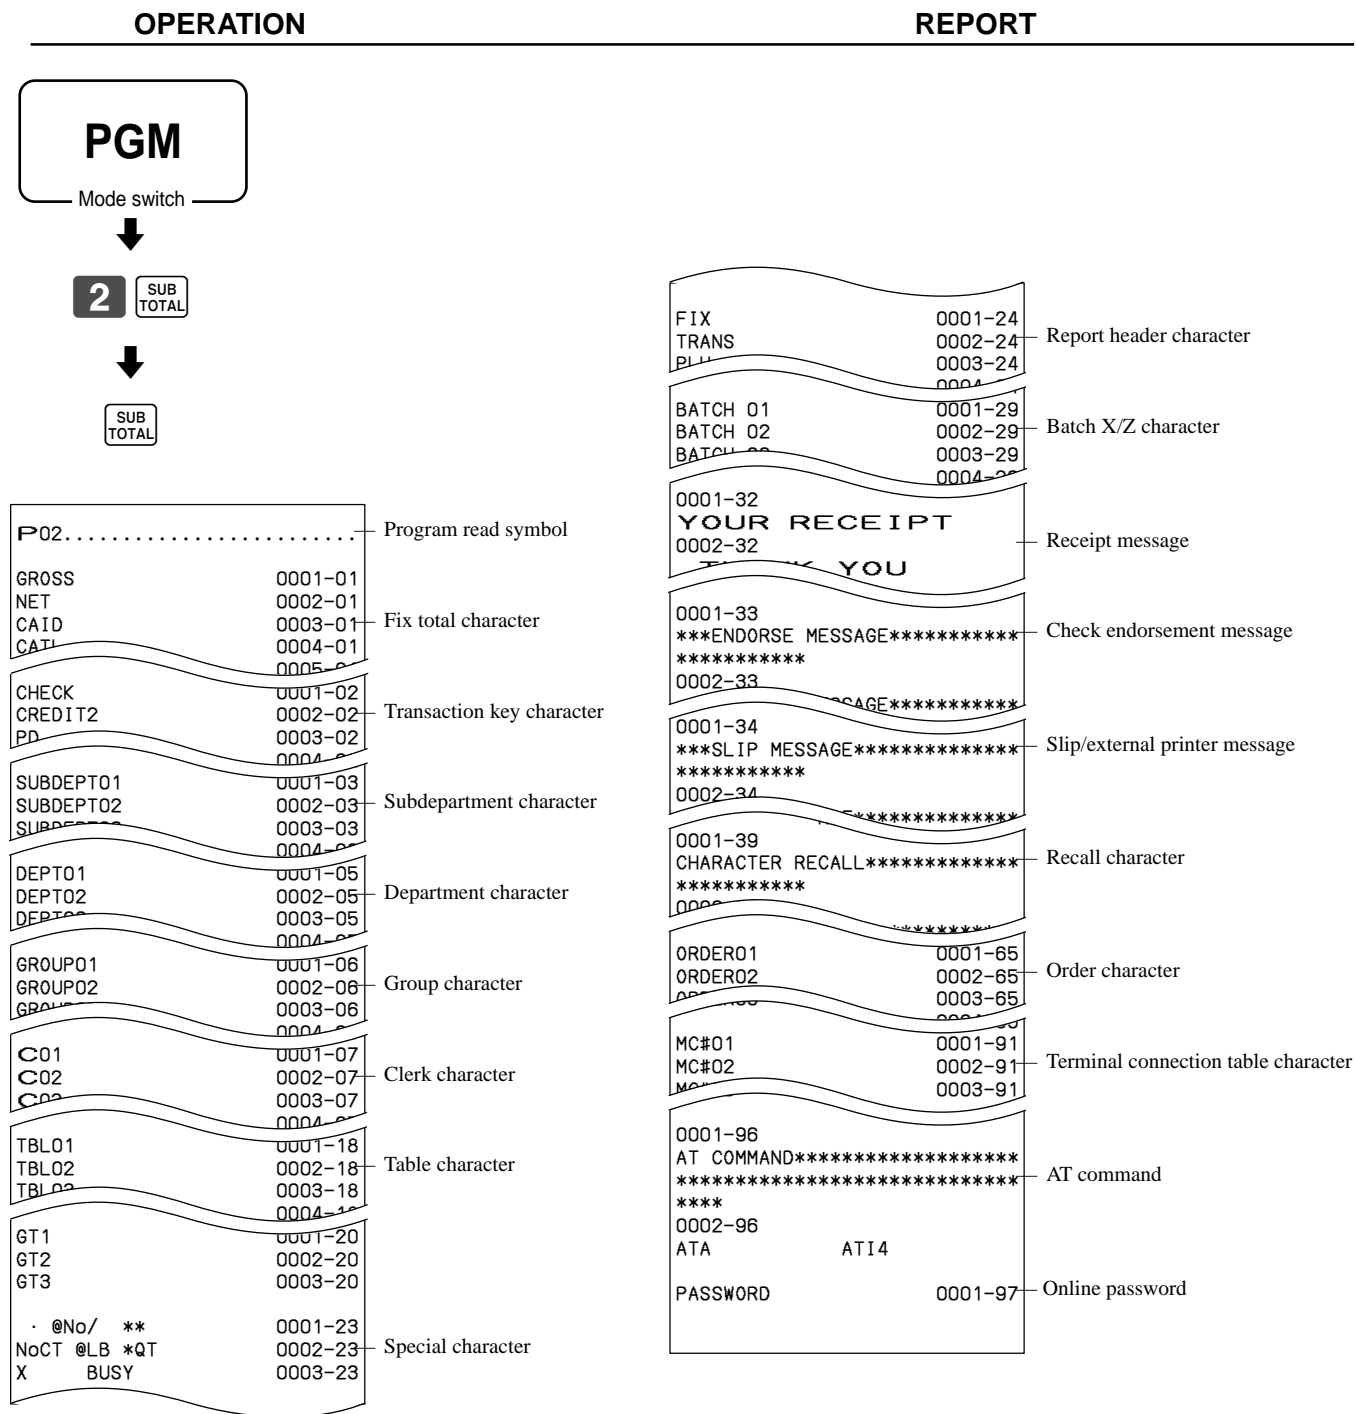 OPERATION
REPORT
PGM
Mode switch
2 SUB TOTAL
SUB TOTAL
P02......................... Program read symbol
GROSS 0001-01
NET 0002-01
CAID 0003-01 Fix total character
0004-01
CHECK 0001-02
CREDIT2 0002-02 Transaction key character
PD 0003-02
SUBDEPT01 0001-03
SUBDEPT02 0002-03 Subdepartment character
0003-03
DEPT01 0001-05
DEPT02 0002-05 Department character
0003-05
GROUP01 0001-06
GROUP02 0002-06 Group character
0003-06
C01 0001-07
C02 0002-07 Clerk character
0003-07
TBL01 0001-18
TBL02 0002-18 Table character
TBL03 0003-18
GT1 0001-20
GT2 0002-20
GT3 0003-20
· @No/ ** 0001-23
NoCT @LB *QT 0002-23 Special character
X BUSY 0003-23
FIX 0001-24
TRANS 0002-24 Report header character
PLU 0003-24
BATCH 01 0001-29
BATCH 02 0002-29 Batch X/Z character
BATCH 0003-29
0001-32
YOUR RECEIPT
0002-32 Receipt message
YOU
0001-33
***ENDORSE MESSAGE*********** Check endorsement message
***********
0002-33
0001-34
***SLIP MESSAGE************** Slip/external printer message
***********
0002-34
0001-39
CHARACTER RECALL************* Recall character
***********
ORDER01 0001-65
ORDER02 0002-65 Order character
0003-65
MC#01 0001-91
MC#02 0002-91 Terminal connection table character
0003-91
0001-96
AT COMMAND*******************
***************************** AT command
****
0002-96
ATA ATI4
PASSWORD 0001-97 Online password